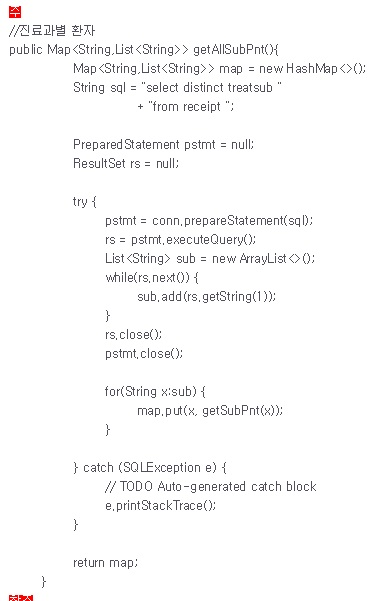 주
//진료과별 환자
public Map<String,List<String>> getAllSubPnt(){
Map<String,List<String>> map = new HashMap<>();
String sql = "select distinct treatsub "
+ "from receipt ";
PreparedStatement pstmt = null;
ResultSet rs = null;
try {
pstmt = conn.prepareStatement(sql);
rs = pstmt.executeQuery();
List<String> sub = new ArrayList<>();
while(rs.next()) {
sub.add(rs.getString(1));
}
rs.close();
pstmt.close();
for(String x:sub) {
map.put(x, getSubPnt(x));
}
} catch (SQLException e) {
// TODO Auto-generated catch block
e.printStackTrace();
}
return map;
}